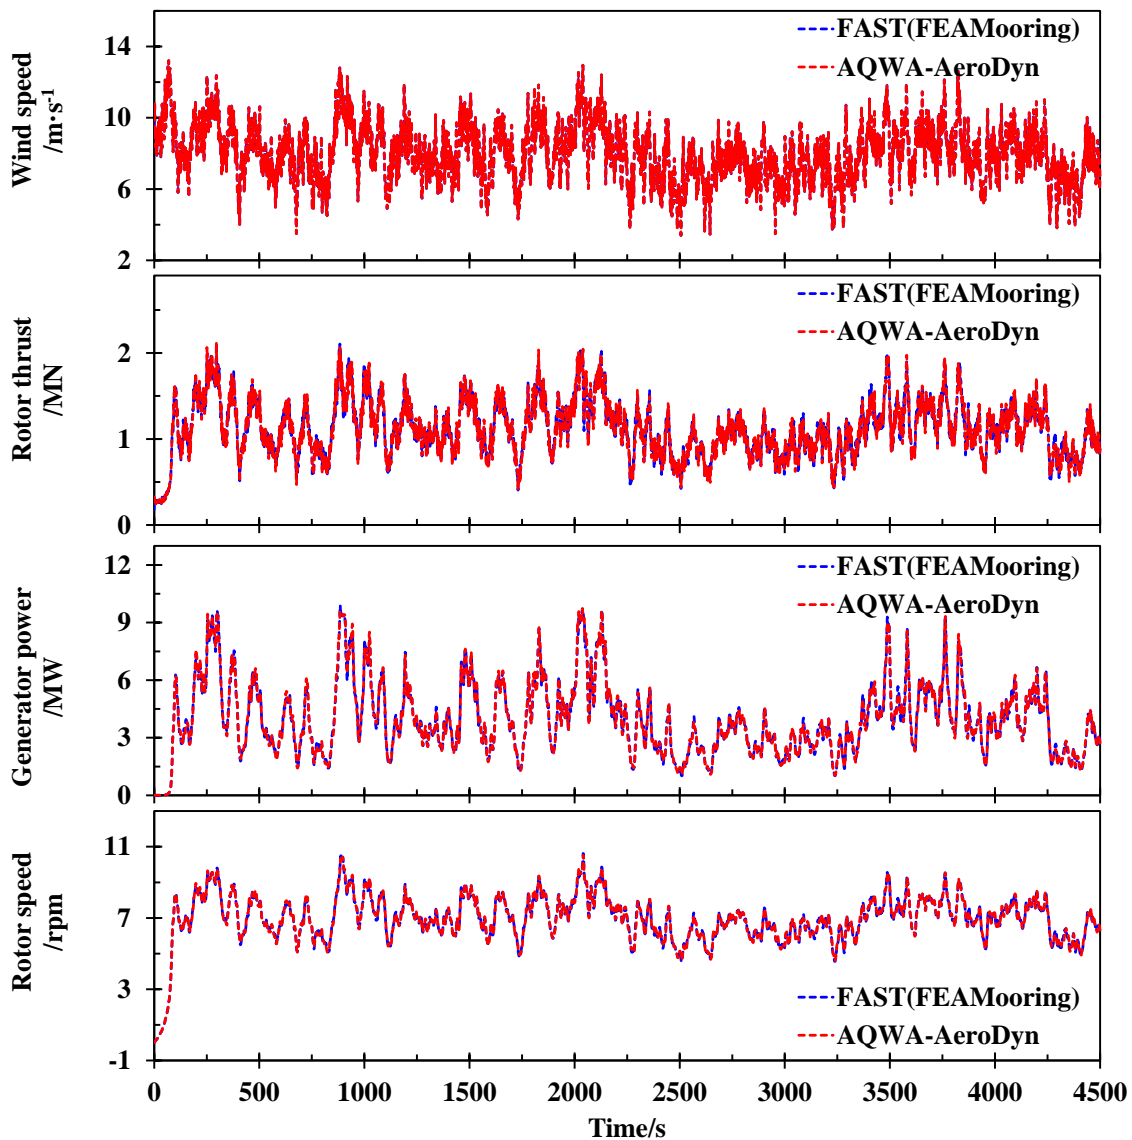 Wind speed
/m·s⁻¹
14
10
6
2
FAST(FEAMooring)
AQWA-AeroDyn
Rotor thrust
/MN
2
1
0
FAST(FEAMooring)
AQWA-AeroDyn
Generator power
/MW
12
9
6
3
0
FAST(FEAMooring)
AQWA-AeroDyn
Rotor speed
/rpm
11
7
3
-1
FAST(FEAMooring)
AQWA-AeroDyn
0 500 1000 1500 2000 2500 3000 3500 4000 4500
Time/s